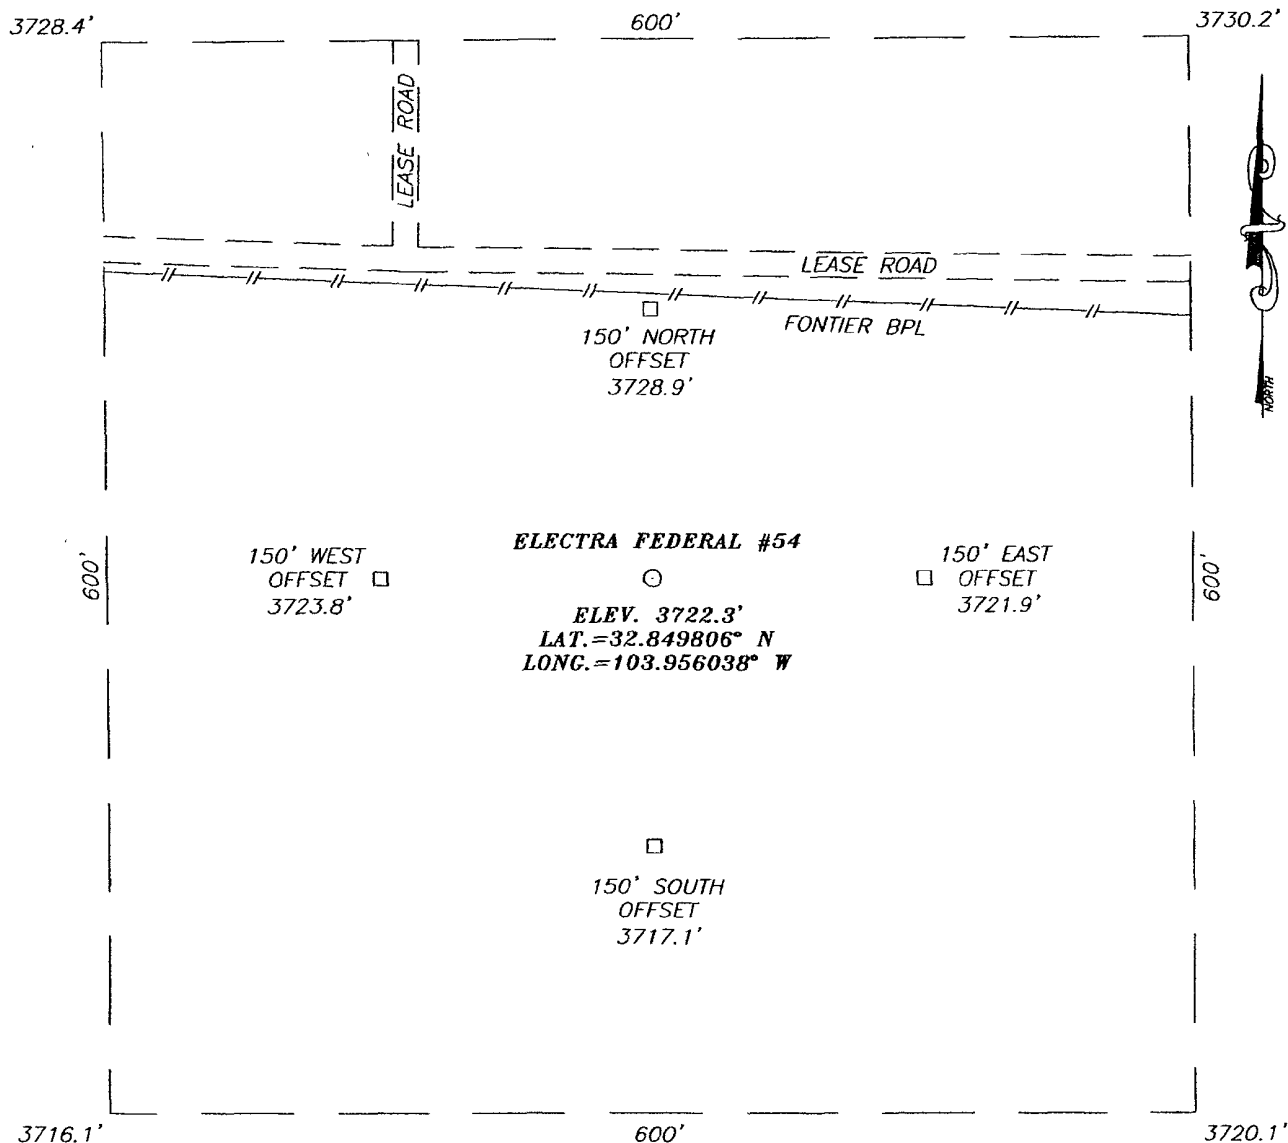 3728.4'
600'
3730.2'
LEASE ROAD
LEASE ROAD
FONTIER BPL
150' NORTH
OFFSET
3728.9'
NORTH
600'
150' WEST
OFFSET
3723.8'
ELECTRA FEDERAL #54
ELEV. 3722.3'
LAT.=32.849806° N
LONG.=103.956038° W
150' EAST
OFFSET
3721.9'
600'
150' SOUTH
OFFSET
3717.1'
3716.1'
600'
3720.1'